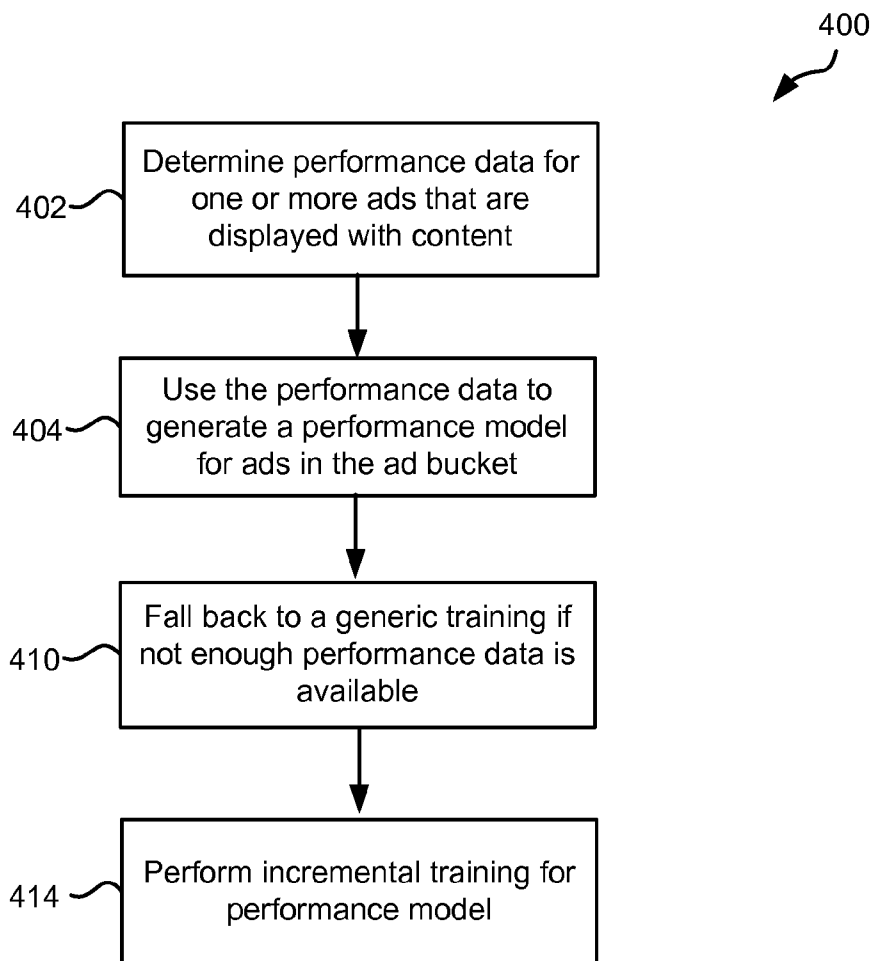 400
Determine performance data for
one or more ads that are
displayed with content
402
Use the performance data to
generate a performance model
for ads in the ad bucket
404
Fall back to a generic training if
not enough performance data is
available
410
Perform incremental training for
performance model
414